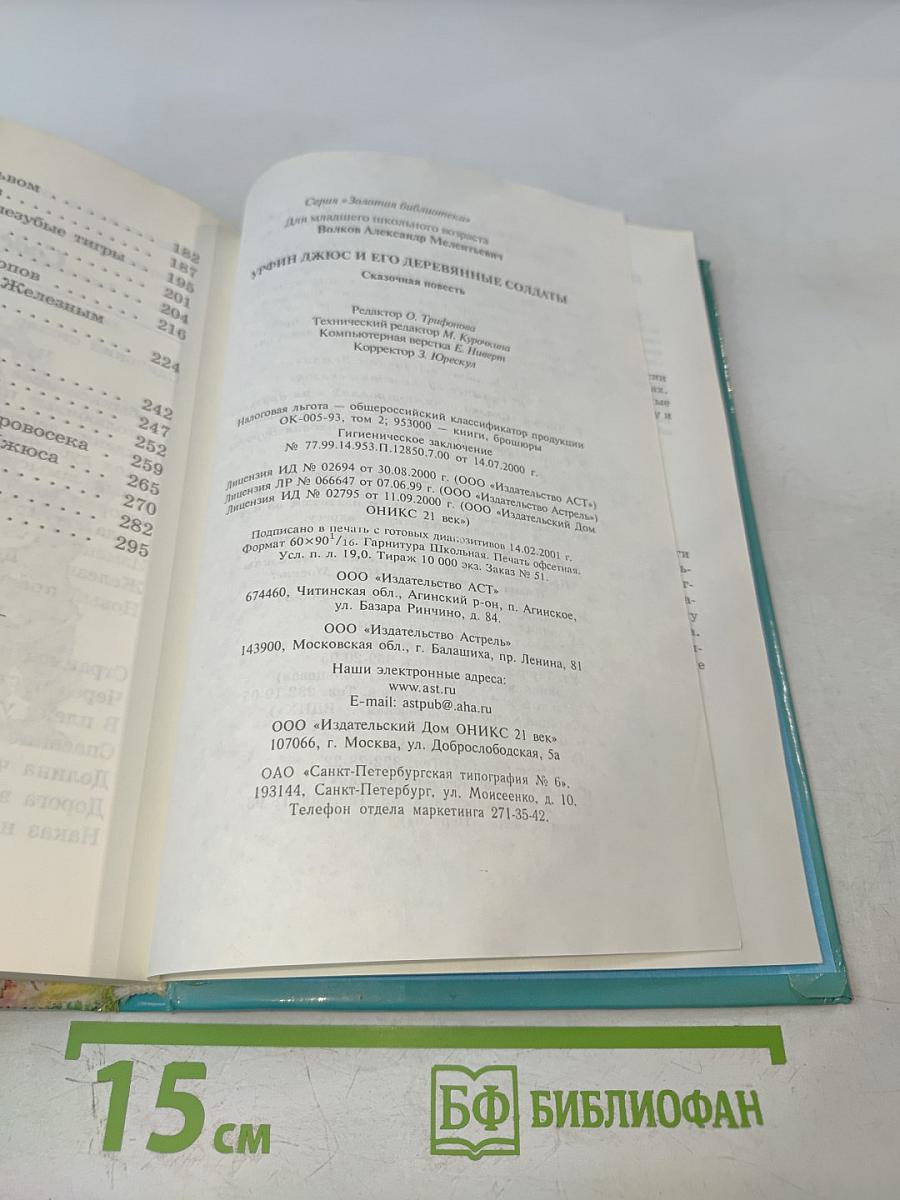 ьвом
182
лезубые тигры
187
195
опов
201
204
Железным
216
224
242
247
252
ровосека
259
жюса
265
270
282
295
Серия «Золотая библиотека»
Для младшего школьного возраста
Волков Александр Мелентьевич
УРФИН ДЖЮС И ЕГО ДЕРЕВЯННЫЕ СОЛДАТЫ
Сказочная повесть
Редактор О. Трифонова
Технический редактор М. Курочкина
Компьютерная верстка Е. Ниверт
Корректор З. Юрескул
Налоговая льгота — общероссийский классификатор продукции
ОК-005-93, том 2; 953000 — книги, брошюры
Гигиеническое заключение
№ 77.99.14.953.П.12850.7.00 от 14.07.2000 г.
Лицензия ИД № 02694 от 30.08.2000 г. (ООО «Издательство АСТ»)
Лицензия ЛР № 066647 от 07.06.99 г. (ООО «Издательство Астрель»)
Лицензия ИД № 02795 от 11.09.2000 г. (ООО «Издательский Дом
ОНИКС 21 век»)
Подписано в печать с готовых диапозитивов 14.02.2001 г.
Формат 60×90 1/16. Гарнитура Школьная. Печать офсетная.
Усл. п. л. 19,0. Тираж 10 000 экз. Заказ № 51.
ООО «Издательство АСТ»
674460, Читинская обл., Агинский р-он, п. Агинское,
ул. Базара Ринчино, д. 84.
ООО «Издательство Астрель»
143900, Московская обл., г. Балашиха, пр. Ленина, 81
Наши электронные адреса:
www.ast.ru
E-mail: astpub@.aha.ru
ООО «Издательский Дом ОНИКС 21 век»
107066, г. Москва, ул. Доброслободская, 5а
ОАО «Санкт-Петербургская типография № 6».
193144, Санкт-Петербург, ул. Моисеенко, д. 10.
Телефон отдела маркетинга 271-35-42.
15 см
БФ БИБЛИОФАН